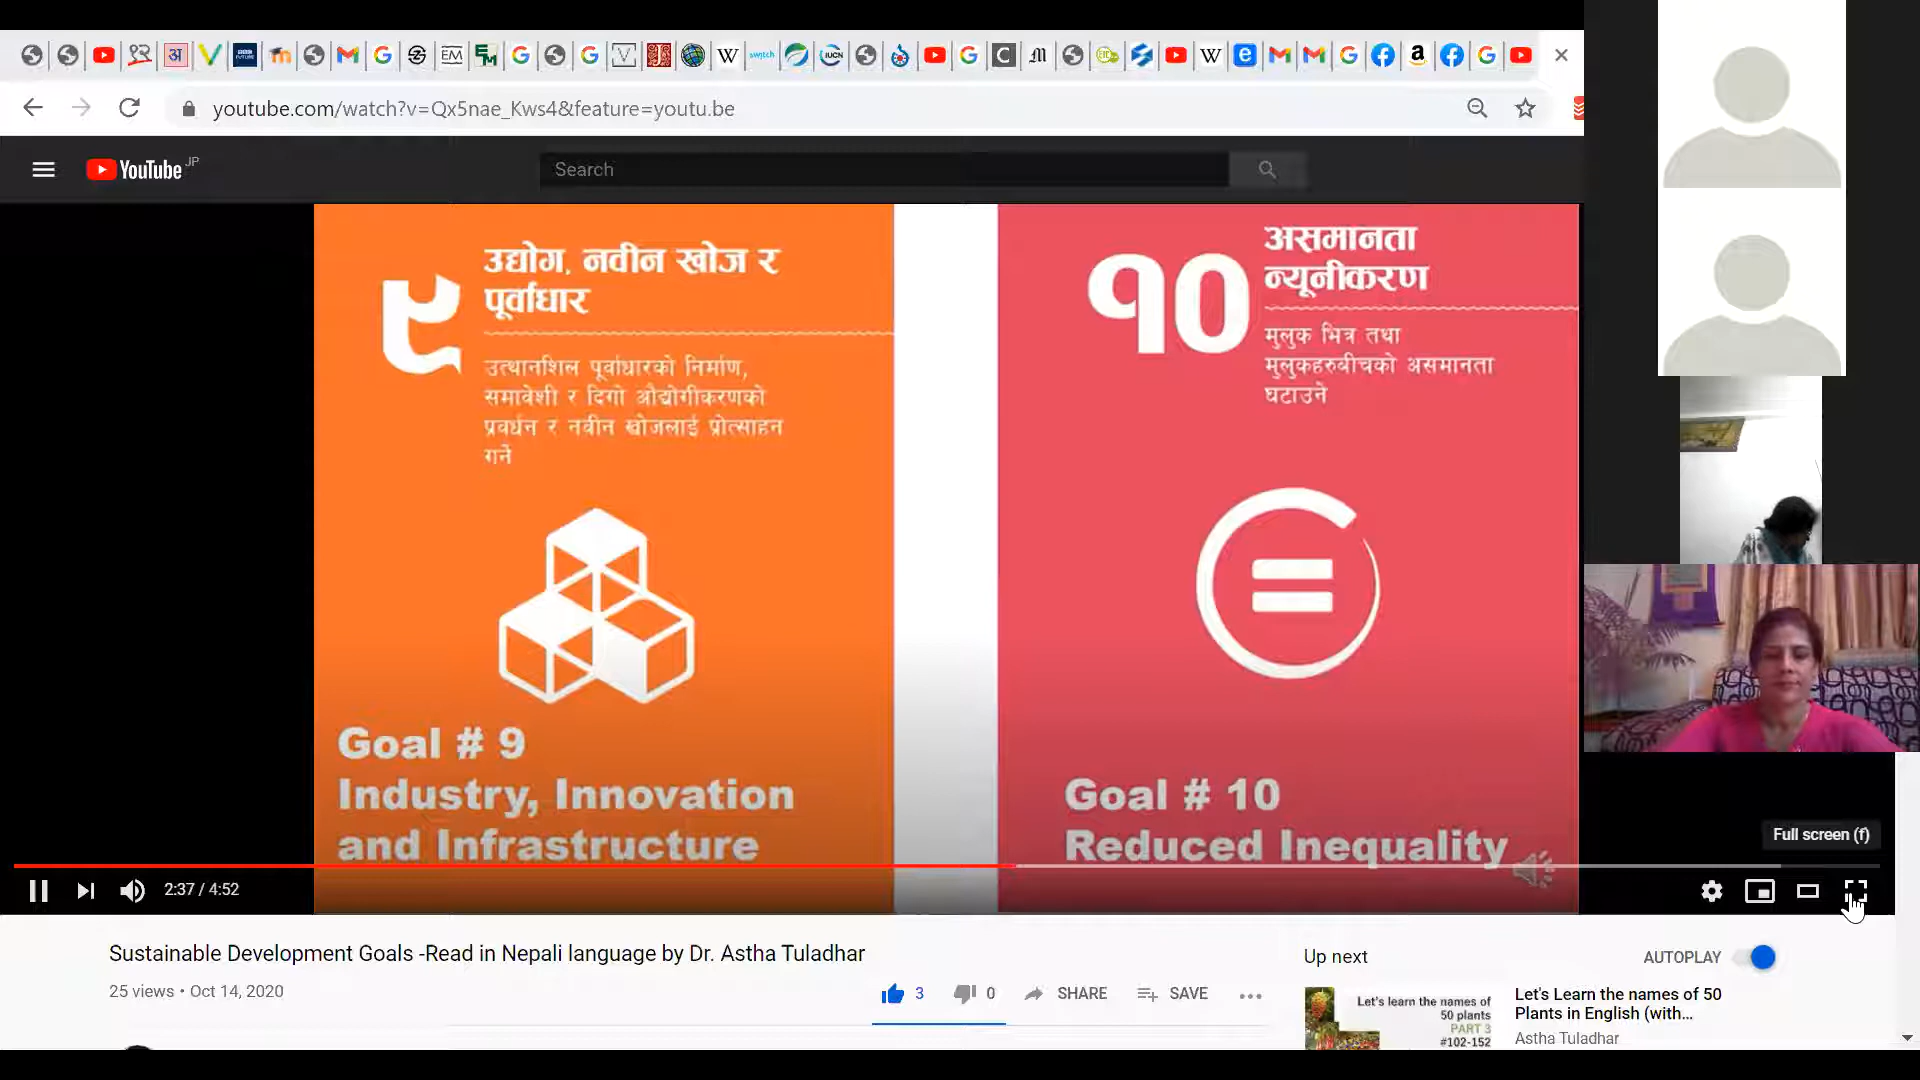 youtube.com/watch?v=Qx5nae_Kws4&feature=youtu.be
YouTube JP
Search
९
उद्योग, नवीन खोज र
पूर्वाधार
उत्थानशिल पूर्वाधारको निर्माण,
समावेशी र दिगो औद्योगीकरणको
प्रवर्धन र नवीन खोजलाई प्रोत्साहन
गर्ने
Goal # 9
Industry, Innovation
and Infrastructure
१०
असमानता
न्यूनीकरण
मुलुक भित्र तथा
मुलुकहरुबीचको असमानता
घटाउने
Goal # 10
Reduced Inequality
Full screen (f)
2:37 / 4:52
Sustainable Development Goals -Read in Nepali language by Dr. Astha Tuladhar
25 views • Oct 14, 2020
3
0
SHARE
SAVE
Up next
AUTOPLAY
Let's learn the names of
50 plants
PART 3
#102-152
Let's Learn the names of 50
Plants in English (with...
Astha Tuladhar